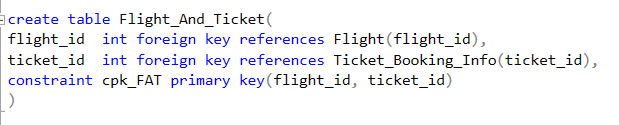 create table Flight_And_Ticket(
flight_id  int foreign key references Flight(flight_id),
ticket_id  int foreign key references Ticket_Booking_Info(ticket_id),
constraint cpk_FAT primary key(flight_id, ticket_id)
)